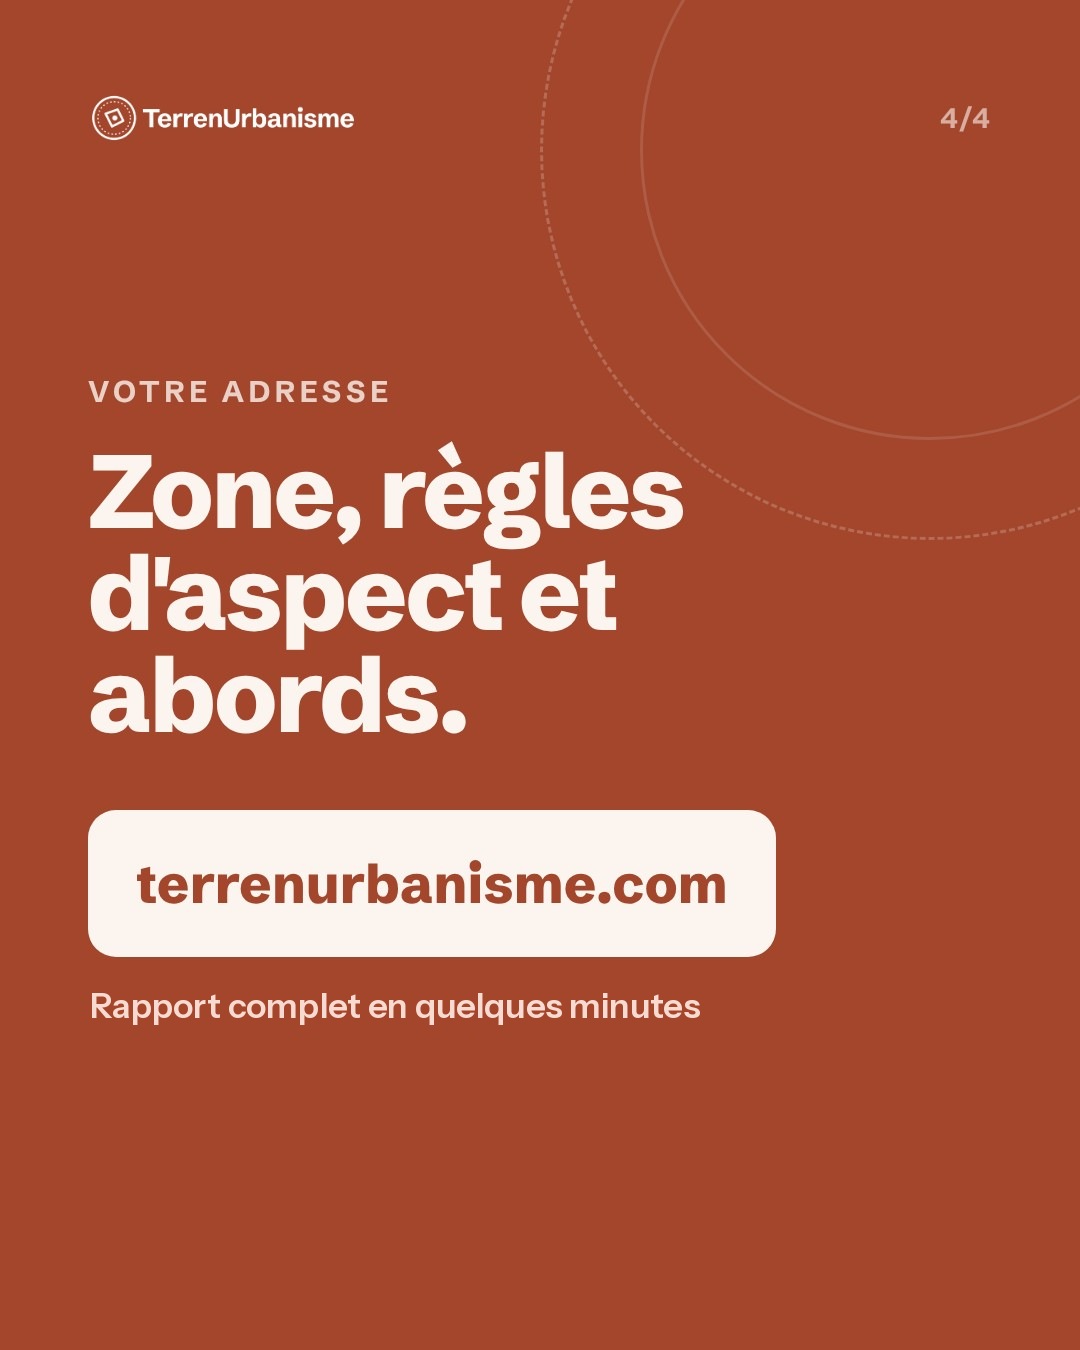 TerrenUrbanisme
4/4
VOTRE ADRESSE
Zone, règles
d'aspect et
abords.
terrenurbanisme.com
Rapport complet en quelques minutes